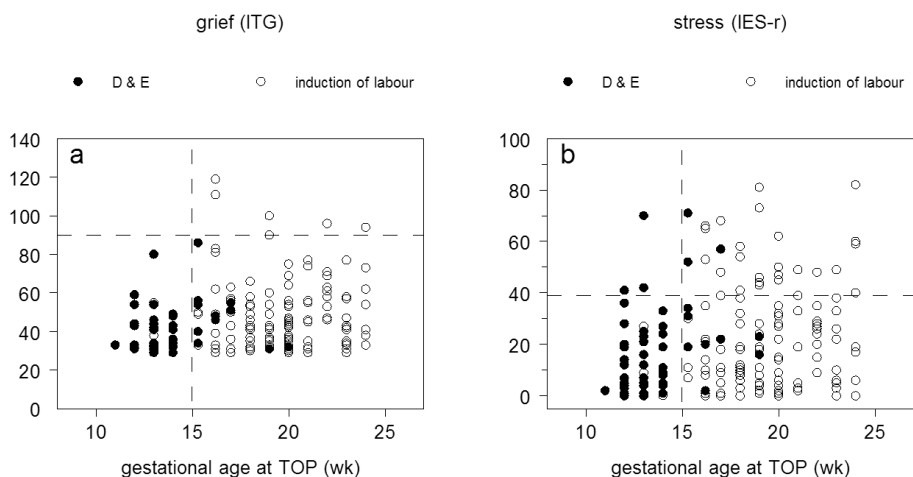 grief (ITG)
D & E
induction of labour
a
140
120
100
80
60
40
20
0
10
15
20
25
gestational age at TOP (wk)
stress (IES-r)
D & E
induction of labour
b
100
80
60
40
20
0
10
15
20
25
gestational age at TOP (wk)